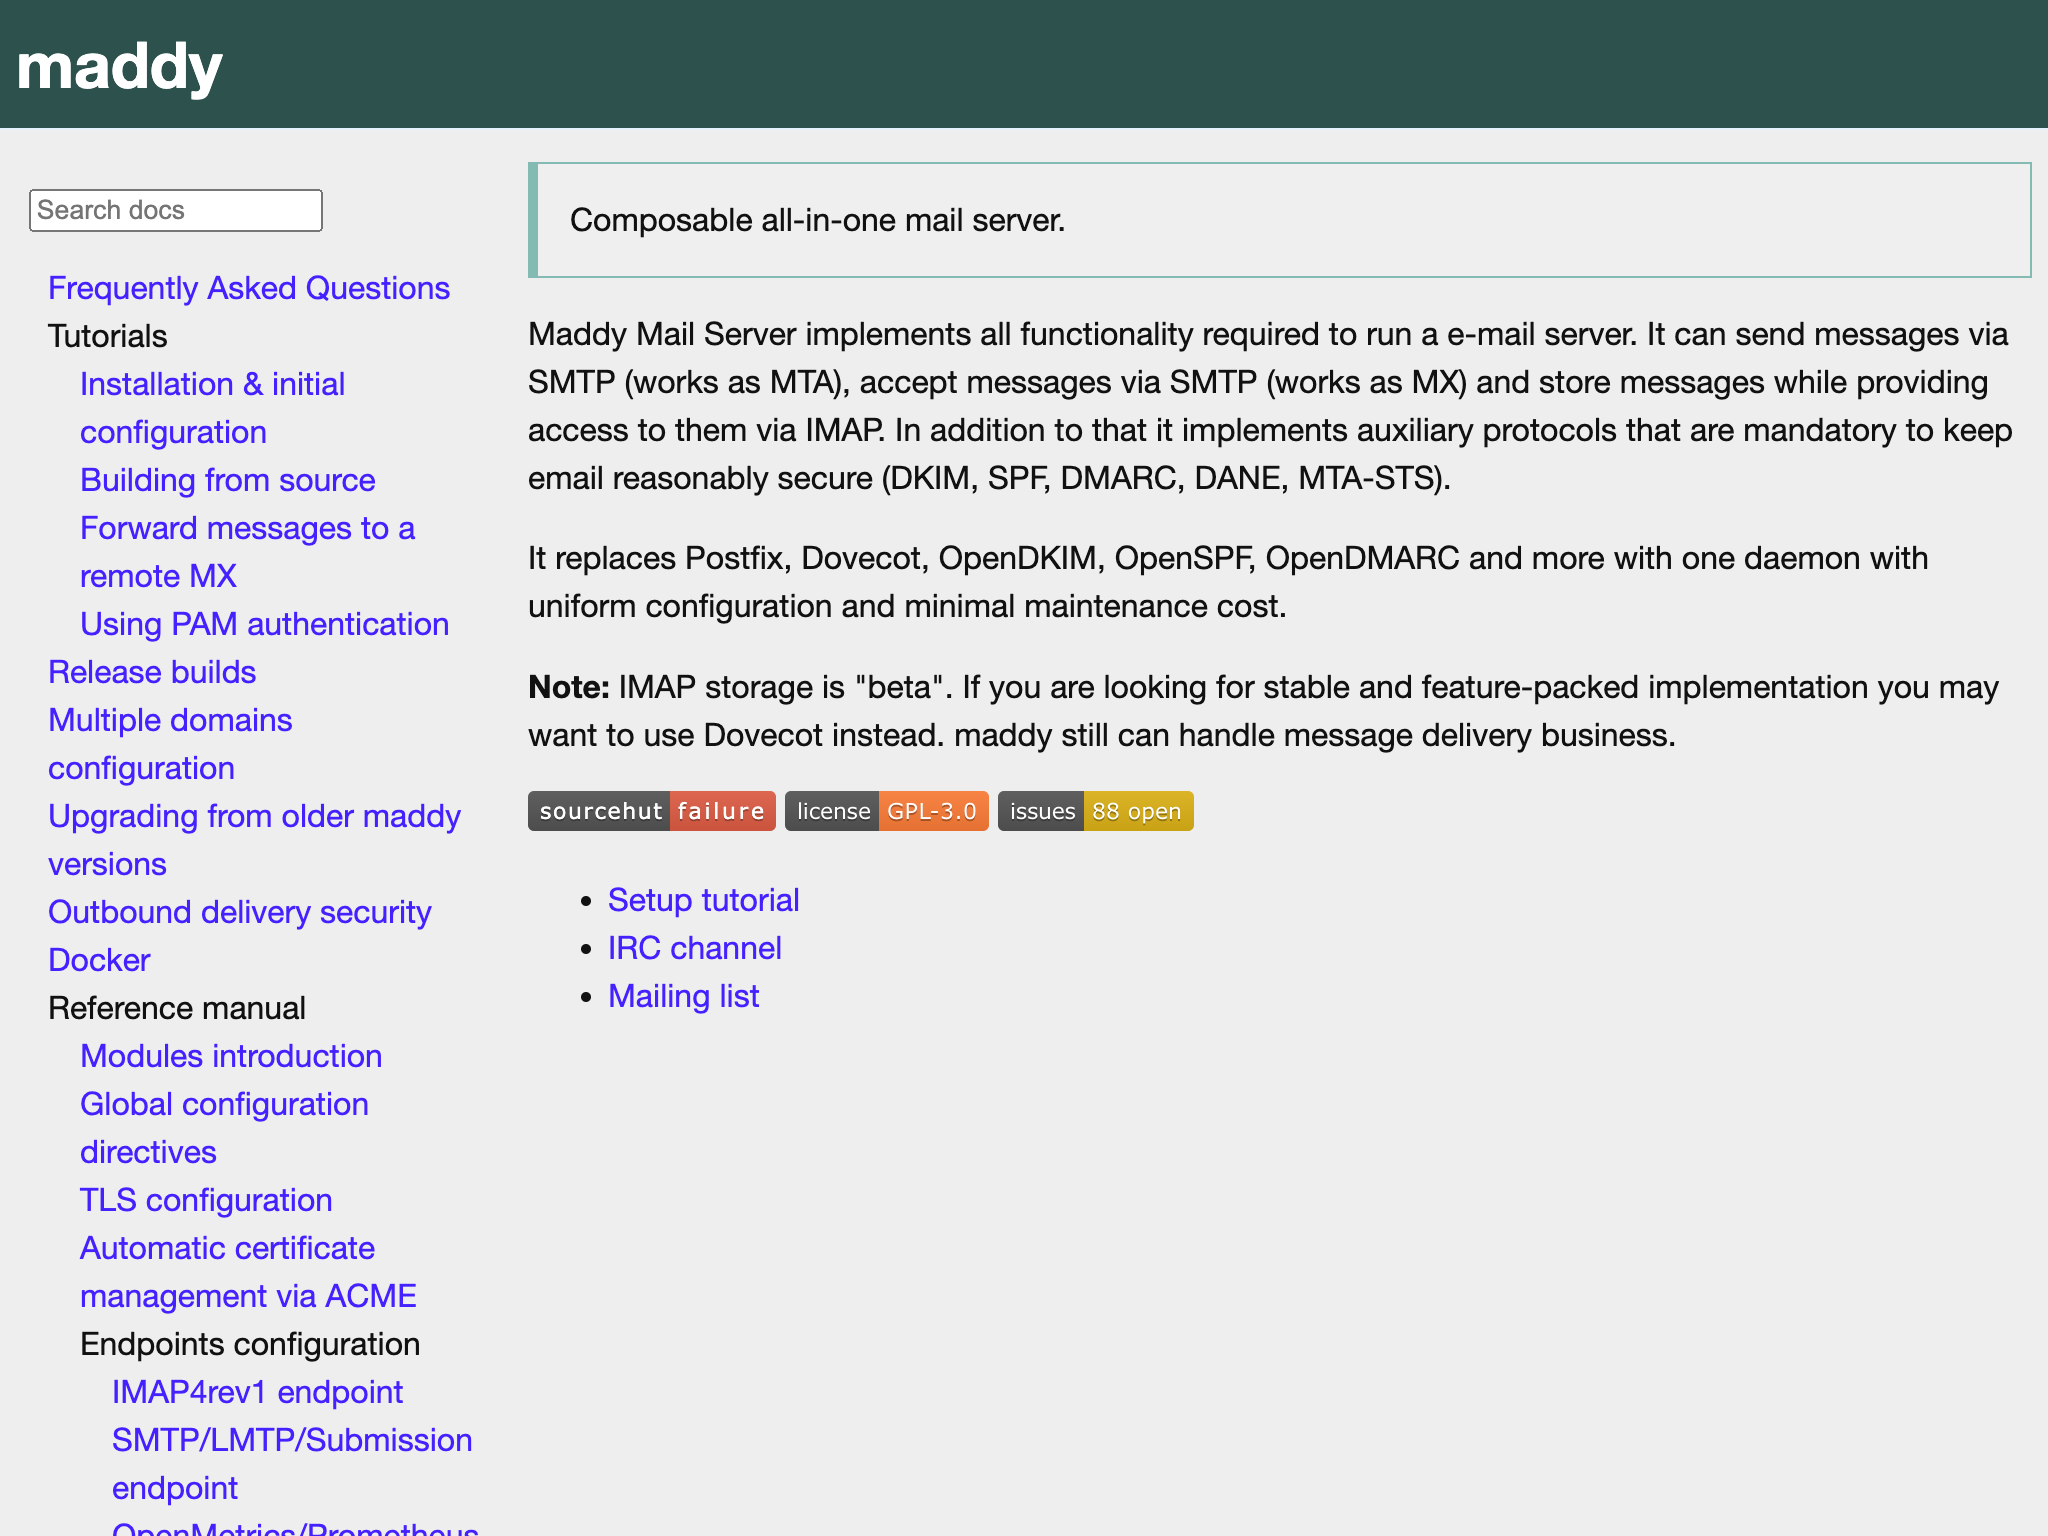 maddy
Search docs
Frequently Asked Questions
Tutorials
Installation & initial
configuration
Building from source
Forward messages to a
remote MX
Using PAM authentication
Release builds
Multiple domains
configuration
Upgrading from older maddy
versions
Outbound delivery security
Docker
Reference manual
Modules introduction
Global configuration
directives
TLS configuration
Automatic certificate
management via ACME
Endpoints configuration
IMAP4rev1 endpoint
SMTP/LMTP/Submission
endpoint
OpenMetrics/Prometheus
Composable all-in-one mail server.
Maddy Mail Server implements all functionality required to run a e-mail server. It can send messages via
SMTP (works as MTA), accept messages via SMTP (works as MX) and store messages while providing
access to them via IMAP. In addition to that it implements auxiliary protocols that are mandatory to keep
email reasonably secure (DKIM, SPF, DMARC, DANE, MTA-STS).
It replaces Postfix, Dovecot, OpenDKIM, OpenSPF, OpenDMARC and more with one daemon with
uniform configuration and minimal maintenance cost.
Note: IMAP storage is "beta". If you are looking for stable and feature-packed implementation you may
want to use Dovecot instead. maddy still can handle message delivery business.
sourcehut failure license GPL-3.0 issues 88 open
• Setup tutorial
• IRC channel
• Mailing list